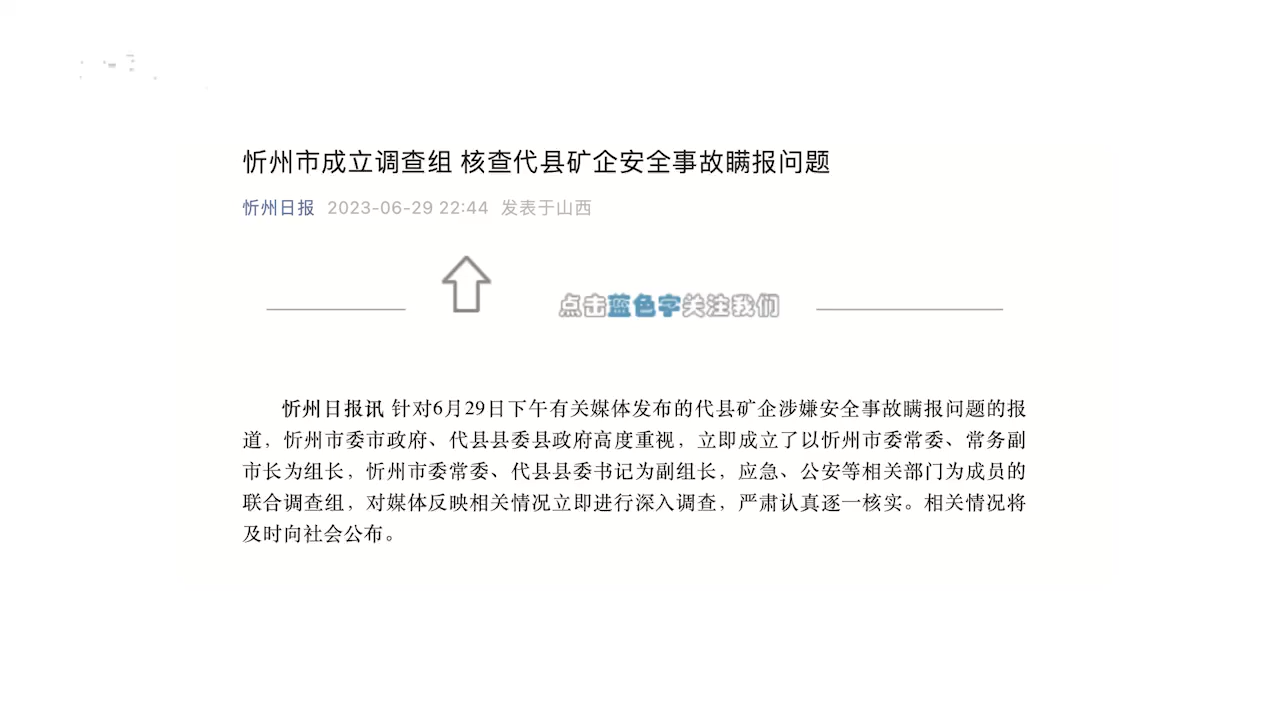 忻州市成立调查组 核查代县矿企安全事故瞒报问题
忻州日报 2023-06-29 22:44 发表于山西
点击蓝色字关注我们
忻州日报讯 针对6月29日下午有关媒体发布的代县矿企涉嫌安全事故瞒报问题的报
道，忻州市委市政府、代县县委县政府高度重视，立即成立了以忻州市委常委、常务副
市长为组长，忻州市委常委、代县县委书记为副组长，应急、公安等相关部门为成员的
联合调查组，对媒体反映相关情况立即进行深入调查，严肃认真逐一核实。相关情况将
及时向社会公布。